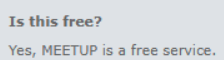 Is this free?
Yes, MEETUP is a free service.